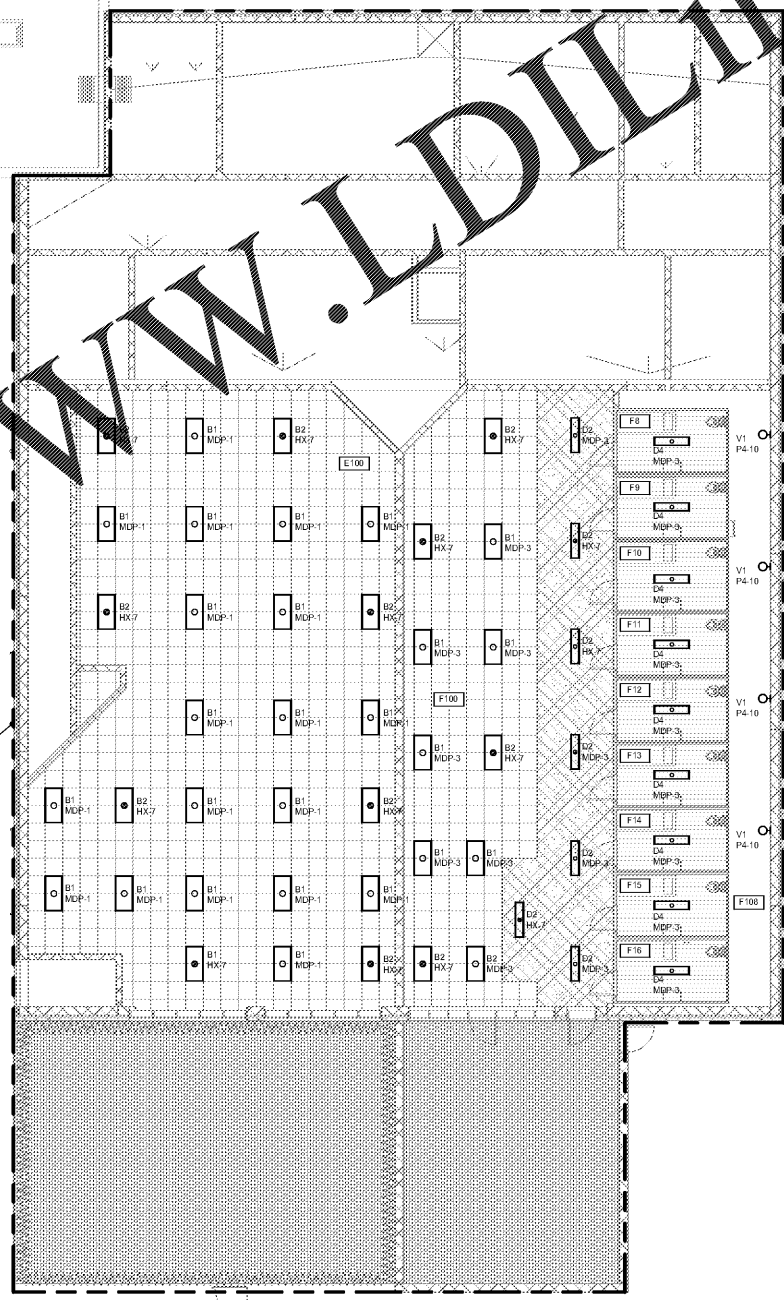 WW.LDILI
B2
HX-7
B1
MDP-1
B2
HX-7
E100
B2
HX-7
D2
MDP-3
F8
D4
MDP-3
V1
P4-10
B1
MDP-1
B1
MDP-1
B1
MDP-1
B1
MDP-1
B2
HX-7
B1
MDP-3
D2
HX-7
F9
D4
MDP-3
F10
D4
MDP-3
V1
P4-10
B2
HX-7
B1
MDP-1
B1
MDP-1
B2
HX-7
B1
MDP-3
B1
MDP-3
D2
HX-7
F11
D4
MDP-3
F100
F12
D4
MDP-3
V1
P4-10
B1
MDP-1
B1
MDP-1
B1
MDP-1
B1
MDP-3
B2
HX-7
D2
MDP-3
F13
D4
MDP-3
B1
MDP-1
B2
HX-7
B1
MDP-1
B1
MDP-1
B2
HX-7
B1
MDP-3
B1
MDP-3
D2
MDP-3
F14
D4
MDP-3
V1
P4-10
B1
MDP-1
B1
MDP-1
B1
MDP-1
B1
MDP-1
B1
MDP-1
D2
HX-7
F15
D4
MDP-3
F108
B1
HX-7
B1
MDP-1
B2
HX-7
B2
HX-7
B2
MDP-3
D2
MDP-3
F16
D4
MDP-3